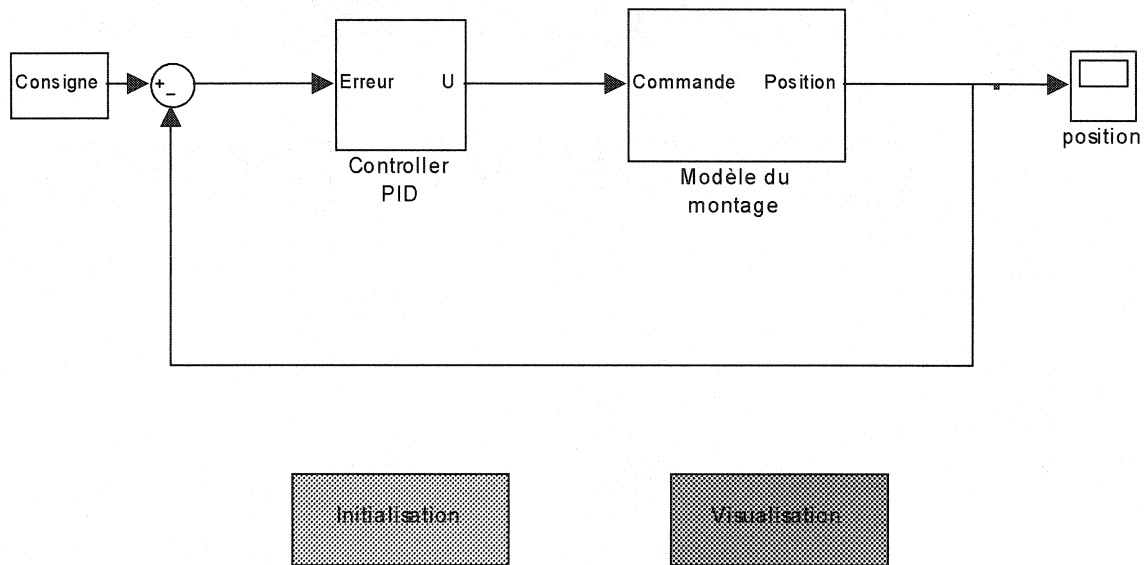 Consigne
+
−
Erreur U
Controller
PID
Commande Position
Modèle du
montage
position
Initialisation
Visualisation